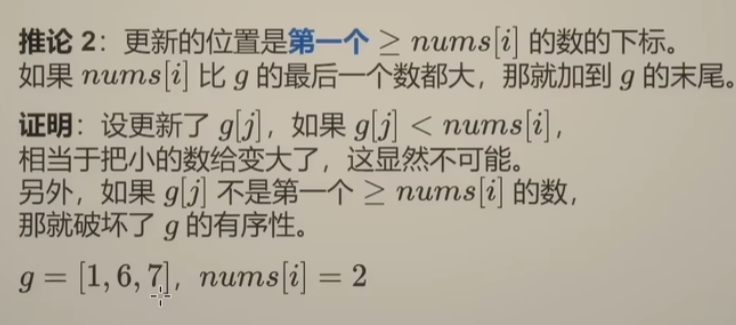 推论 2：更新的位置是第一个 ≥ nums[i] 的数的下标。
如果 nums[i] 比 g 的最后一个数都大，那就加到 g 的末尾。
证明：设更新了 g[j]，如果 g[j] < nums[i]，
相当于把小的数给变大了，这显然不可能。
另外，如果 g[j] 不是第一个 ≥ nums[i] 的数，
那就破坏了 g 的有序性。
g = [1, 6, 7]，nums[i] = 2